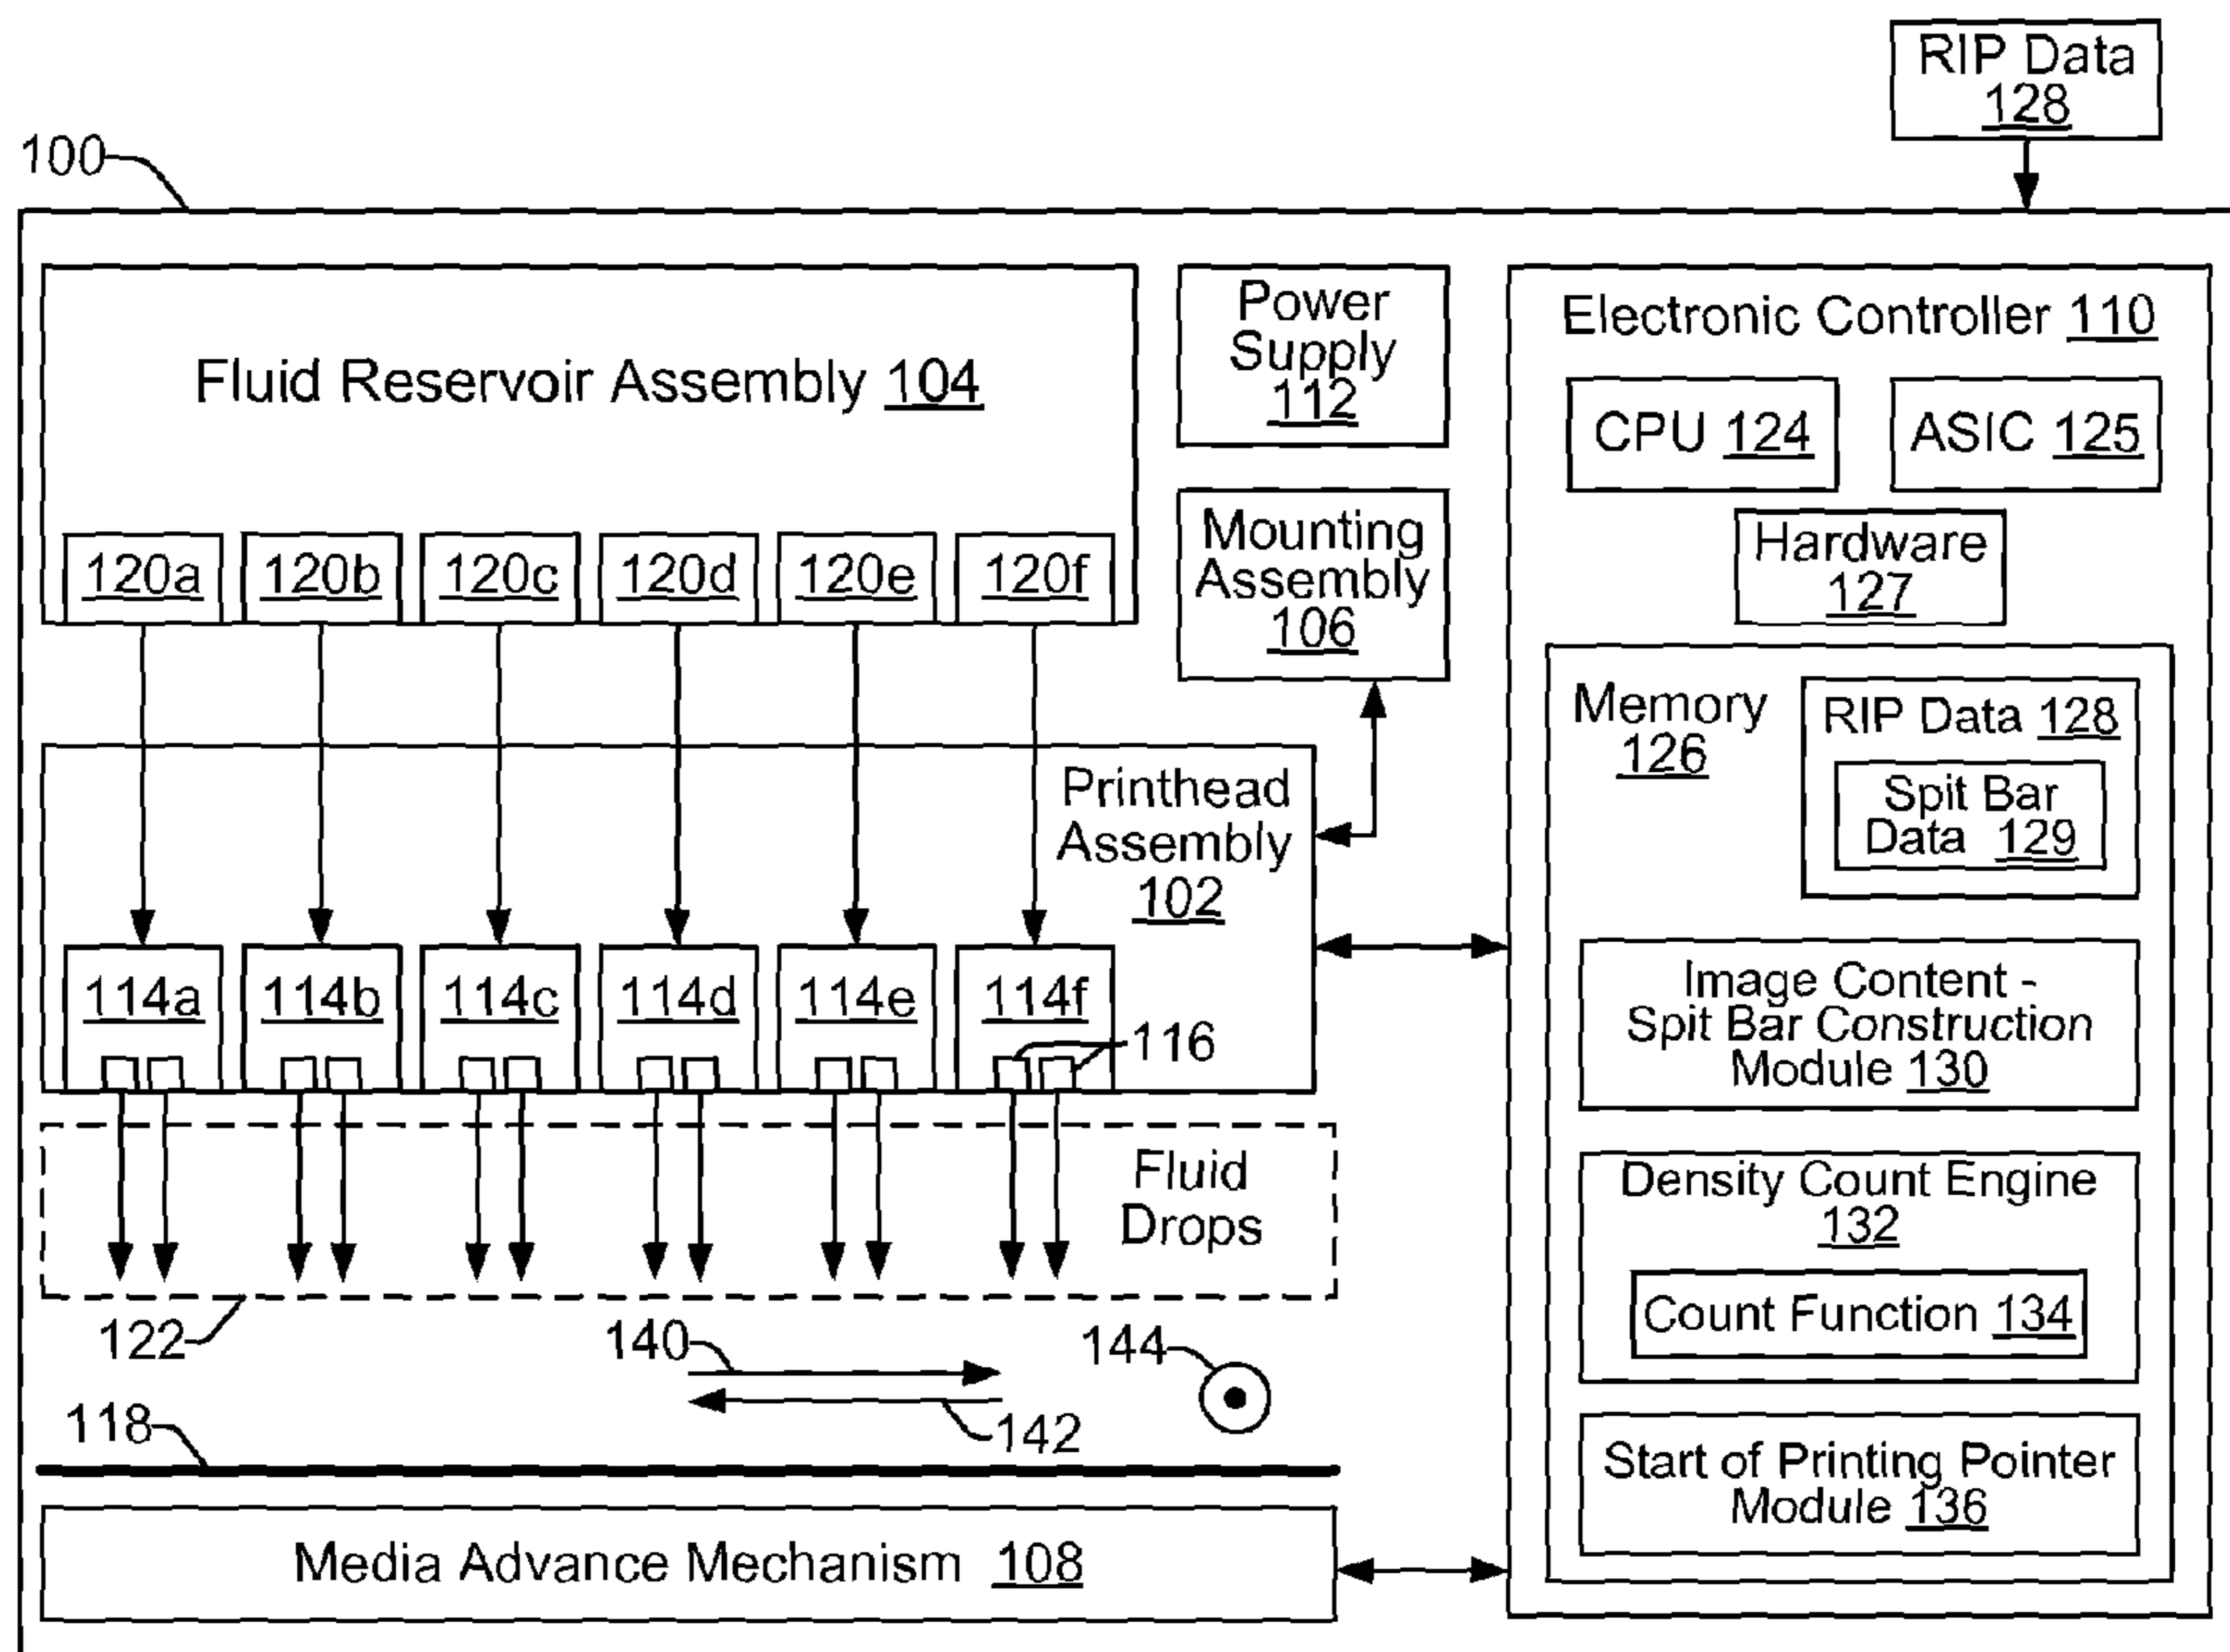 RIP Data
128
100
Fluid Reservoir Assembly 104
120a
120b
120c
120d
120e
120f
Power
Supply
112
Mounting
Assembly
106
Printhead
Assembly
102
114a
114b
114c
114d
114e
114f
116
Fluid
Drops
122
140
142
144
118
Media Advance Mechanism 108
Electronic Controller 110
CPU 124
ASIC 125
Hardware
127
Memory
126
RIP Data 128
Spit Bar
Data 129
Image Content -
Spit Bar Construction
Module 130
Density Count Engine
132
Count Function 134
Start of Printing Pointer
Module 136